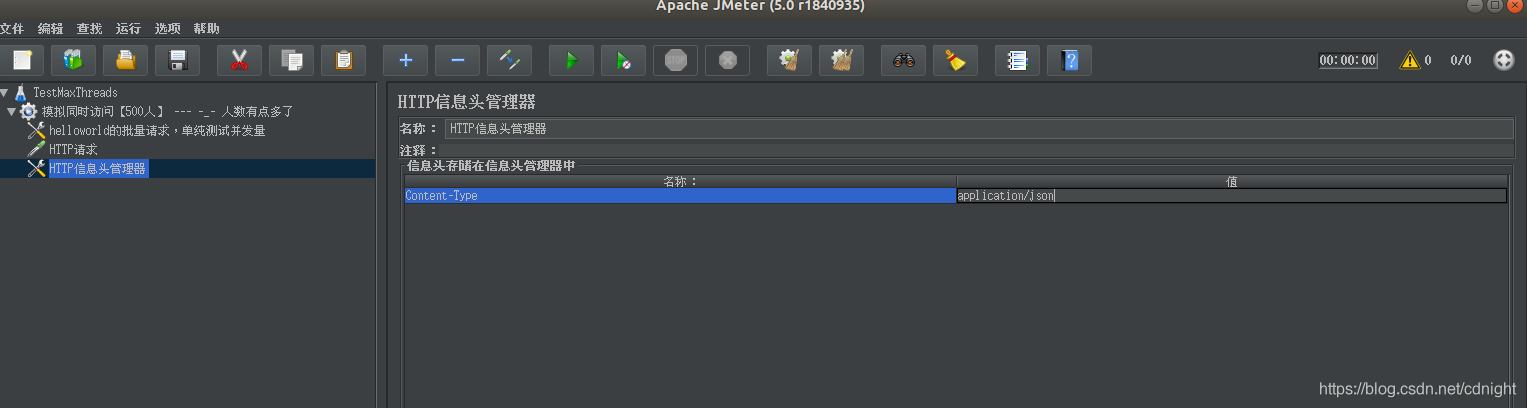 Apache JMeter (5.0 r1840935)
文件 编辑 查找 运行 选项 帮助
STOP
00:00:00 0 0/0
TestMaxThreads
模拟同时访问【500人】 --- -_- 人数有点多了
helloworld的批量请求，单纯测试并发量
HTTP请求
HTTP信息头管理器
HTTP信息头管理器
名称： HTTP信息头管理器
注释：
信息头存储在信息头管理器中
名称： 值
Content-Type application/json
https://blog.csdn.net/cdnight